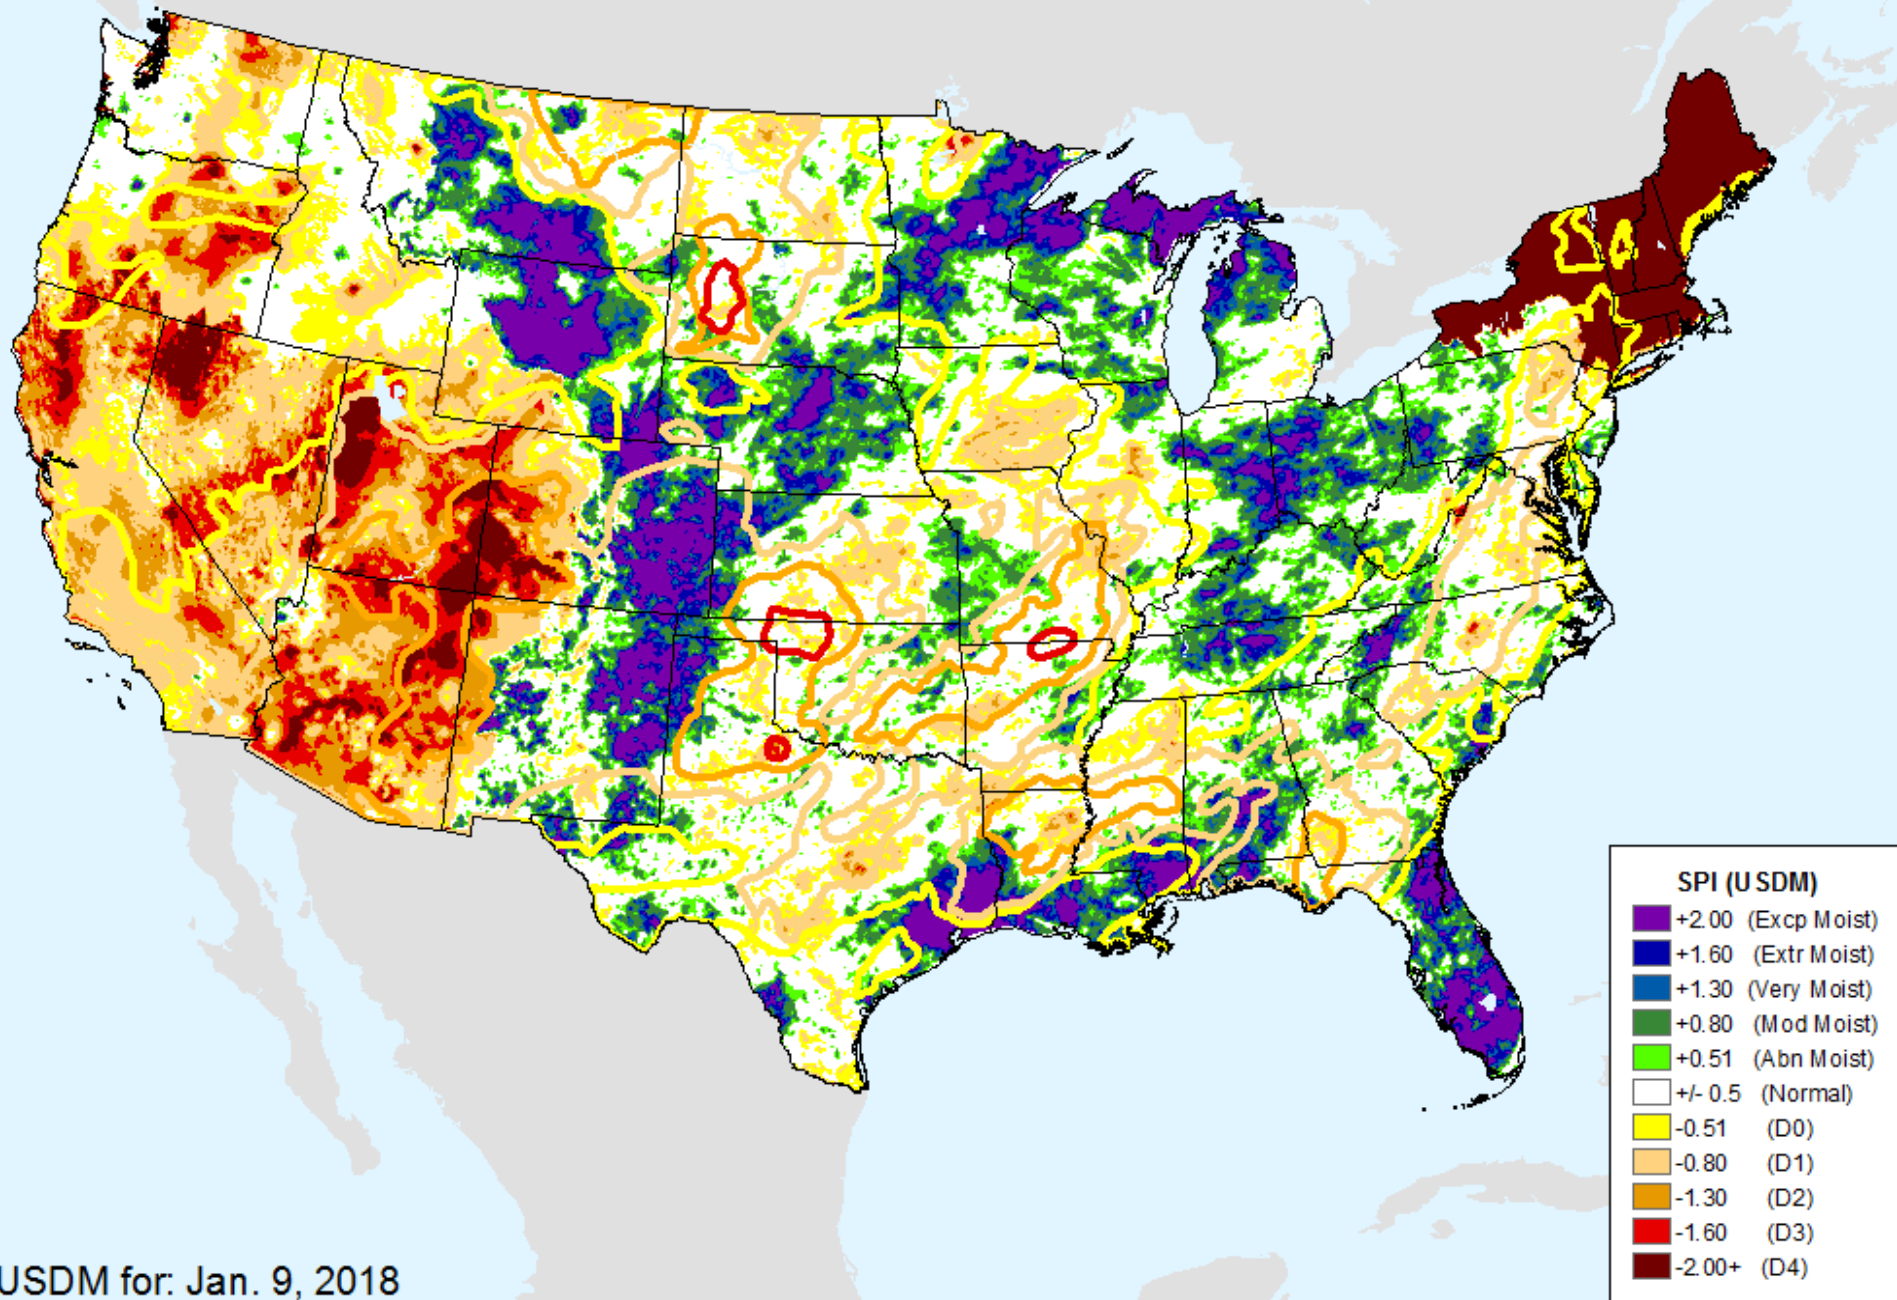 SPI (USDM)
+2.00 (Excp Moist)
+1.60 (Extr Moist)
+1.30 (Very Moist)
+0.80 (Mod Moist)
+0.51 (Abn Moist)
+/- 0.5 (Normal)
-0.51 (D0)
-0.80 (D1)
-1.30 (D2)
-1.60 (D3)
-2.00+ (D4)
USDM for: Jan. 9, 2018